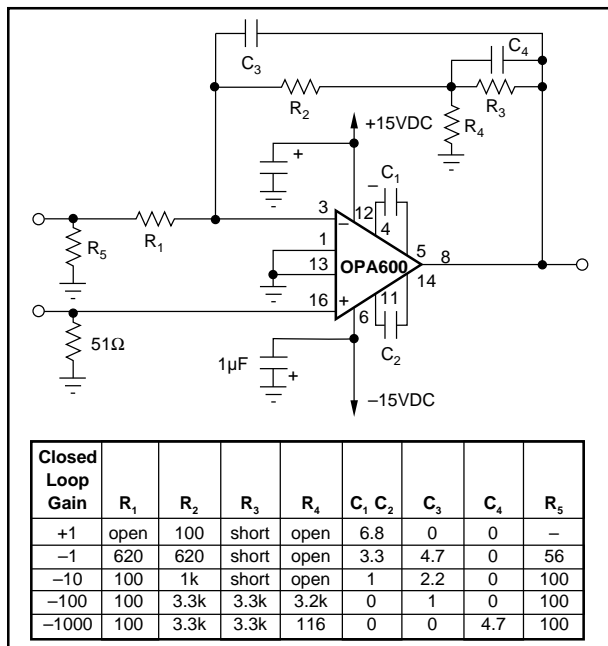 C3
C4
R2
R3
R4
+15VDC
+
C1
–
3
12
4
–
R1
R5
1
5
8
13
OPA600
14
16
+
11
6
51Ω
C2
1µF
+
–15VDC
Closed Loop Gain R1 R2 R3 R4 C1 C2 C3 C4 R5
+1 open 100 short open 6.8 0 0 –
–1 620 620 short open 3.3 4.7 0 56
–10 100 1k short open 1 2.2 0 100
–100 100 3.3k 3.3k 3.2k 0 1 0 100
–1000 100 3.3k 3.3k 116 0 0 4.7 100